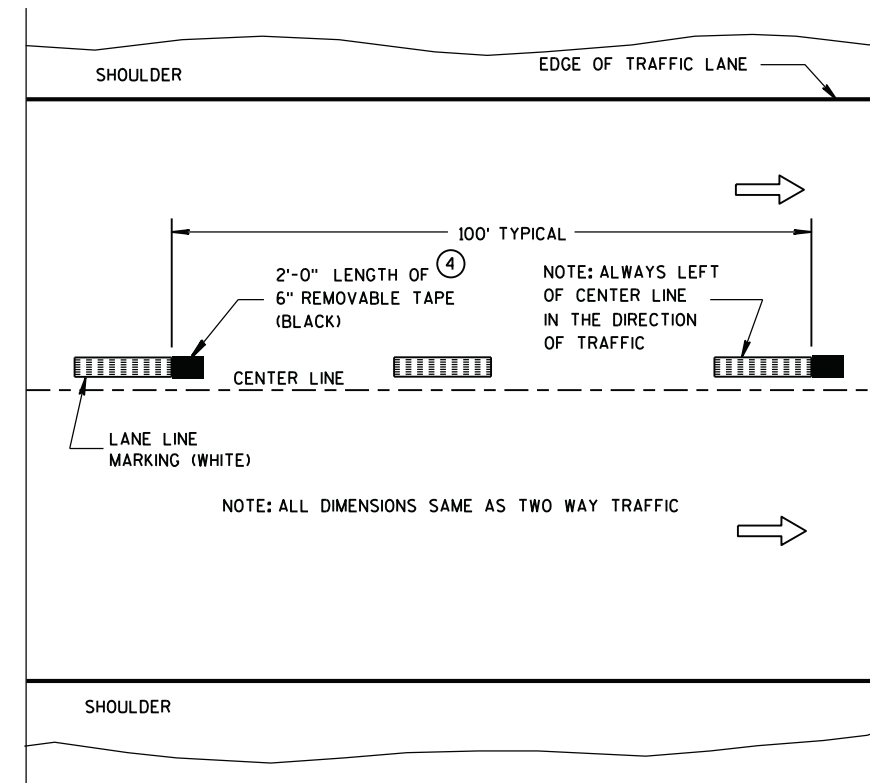 SHOULDER
EDGE OF TRAFFIC LANE
100' TYPICAL
2'-0" LENGTH OF 4
6" REMOVABLE TAPE
(BLACK)
NOTE: ALWAYS LEFT
OF CENTER LINE
IN THE DIRECTION
OF TRAFFIC
CENTER LINE
LANE LINE
MARKING (WHITE)
NOTE: ALL DIMENSIONS SAME AS TWO WAY TRAFFIC
SHOULDER